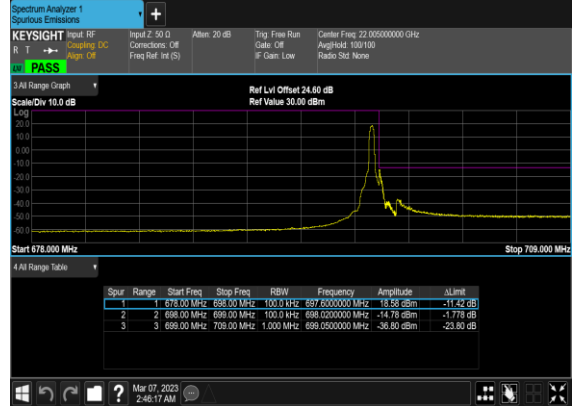 Spectrum Analyzer 1
Spurious Emissions
KEYSIGHT Input: RF Input Z: 50 Ω Atten: 20 dB Trig: Free Run Center Freq: 22.005000000 GHz
R T Coupling: DC Corrections: Off Gate: Off Avg|Hold: 100/100
Align: Off Freq Ref: Int (S) IF Gain: Low Radio Std: None
PASS
3 All Range Graph
Ref Lvl Offset 24.60 dB
Scale/Div 10.0 dB Ref Value 30.00 dBm
Log
20.0
10.0
0.00
-10.0
-20.0
-30.0
-40.0
-50.0
-60.0
Start 678.000 MHz Stop 709.000 MHz
4 All Range Table
Spur Range Start Freq Stop Freq RBW Frequency Amplitude ΔLimit
1 1 678.00 MHz 698.00 MHz 100.0 kHz 697.6000000 MHz 18.58 dBm -11.42 dB
2 2 698.00 MHz 699.00 MHz 100.0 kHz 698.0200000 MHz -14.78 dBm -1.778 dB
3 3 699.00 MHz 709.00 MHz 1.000 MHz 699.0500000 MHz -36.80 dBm -23.80 dB
Mar 07, 2023
2:46:17 AM